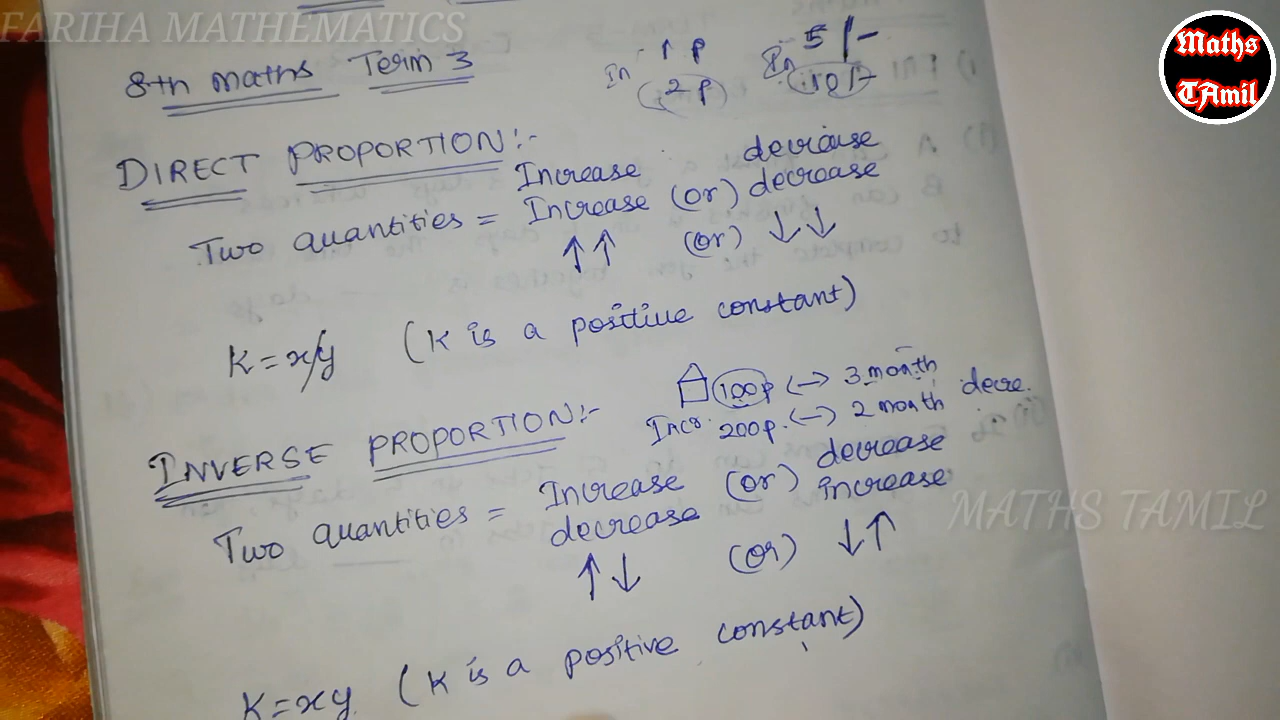 FARIHA MATHEMATICS
Maths
TAmil
8th maths Term 3
In 1 p In 5/-
2 p 10/-
DIRECT PROPORTION:-
Increase decrease
Two quantities = Increase (or) decrease
↑↑ (or) ↓↓
K = x/y (K is a positive constant)
100p <-> 3 month
Incr. 200p. <-> 2 month decre.
INVERSE PROPORTION:-
Increase (or) decrease
Two quantities = decrease increase
↑↓ (or) ↓↑
MATHS TAMIL
K = xy (K is a positive constant)